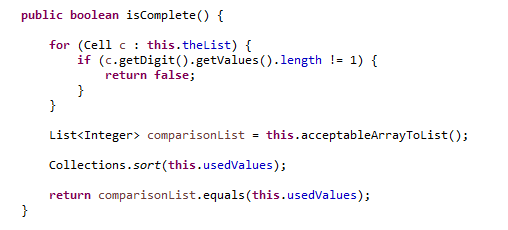 public boolean isComplete() {
for (Cell c : this.theList) {
if (c.getDigit().getValues().length != 1) {
return false;
}
}
List<Integer> comparisonList = this.acceptableArrayToList();
Collections.sort(this.usedValues);
return comparisonList.equals(this.usedValues);
}